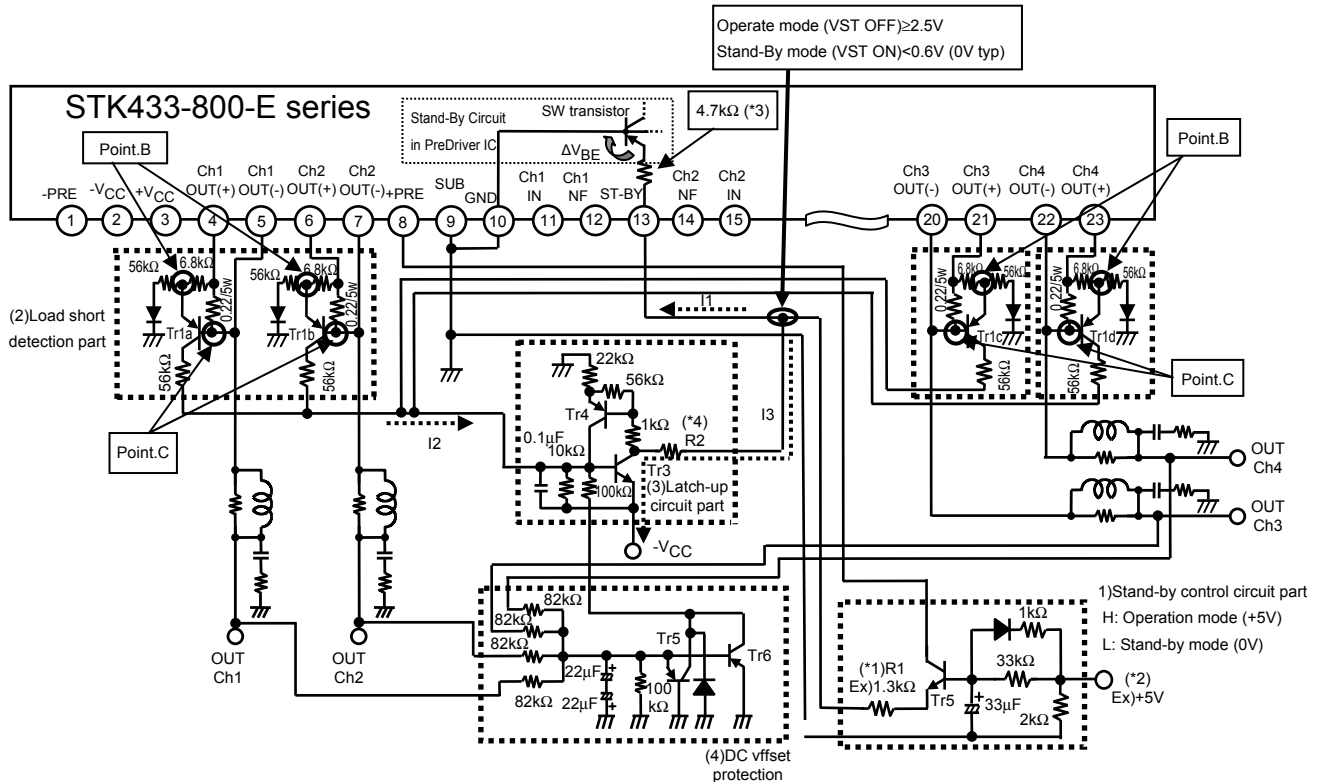 Operate mode (VST OFF)≥2.5V
Stand-By mode (VST ON)<0.6V (0V typ)
STK433-800-E series
Stand-By Circuit
in PreDriver IC
SW transistor
ΔVBE
4.7kΩ (*3)
Point.B
Point.B
-PRE
-VCC
+VCC
Ch1
OUT(+)
Ch1
OUT(-)
Ch2
OUT(+)
Ch2
OUT(-)
+PRE
SUB
GND
Ch1
IN
Ch1
NF
ST-BY
Ch2
NF
Ch2
IN
Ch3
OUT(-)
Ch3
OUT(+)
Ch4
OUT(-)
Ch4
OUT(+)
1 2 3 4 5 6 7 8 9 10 11 12 13 14 15 20 21 22 23
(2)Load short
detection part
56kΩ
6.8kΩ
0.22/5w
Tr1a
56kΩ
56kΩ
6.8kΩ
0.22/5w
Tr1b
56kΩ
6.8kΩ
56kΩ
0.22/5w
Tr1c
56kΩ
6.8kΩ
56kΩ
0.22/5w
Tr1d
56kΩ
Point.C
Point.C
I1
I2
I3
22kΩ
56kΩ
Tr4
1kΩ
(*4)
R2
0.1μF
10kΩ
100kΩ
Tr3
(3)Latch-up
circuit part
-VCC
OUT
Ch4
OUT
Ch3
OUT
Ch1
OUT
Ch2
82kΩ
82kΩ
82kΩ
82kΩ
22μF
22μF
100
kΩ
Tr5
Tr6
(4)DC vffset
protection
1)Stand-by control circuit part
H: Operation mode (+5V)
L: Stand-by mode (0V)
(*1)R1
Ex)1.3kΩ
Tr5
1kΩ
33kΩ
33μF
2kΩ
(*2)
Ex)+5V